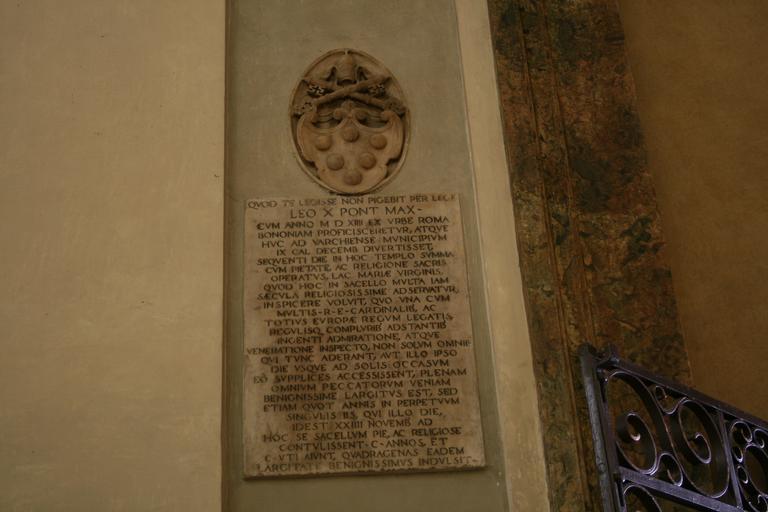 QVOD TE LEGISSE NON PIGEBIT PER LEGE
LEO X PONT MAX
CVM ANNO M D XIIII EX VRBE ROMA
BONONIAM PROFICISCERETVR, ATQVE
HVC AD VARCHIENSE MVNICIPIVM
IX CAL DECEMB DIVERTISSET,
SEQVENTI DIE IN HOC TEMPLO SVMMA
CVM PIETATE, AC RELIGIONE SACRIS
OPERATVS, LAC MARIÆ VIRGINIS,
QVOD HOC IN SACELLO MVLTA IAM
SÆCVLA RELIGIOSISSIME ADSERVATVR,
INSPICERE VOLVIT, QVO VNA CVM
MVLTIS-R-E-CARDINALIB, AC
TOTIVS EVROPÆ REGVM LEGATIS,
REGVLISQ, COMPLVRIB, ADSTANTIB,
INGENTI ADMIRATIONE, ATQVE
VENERATIONE INSPECTO, NON SOLVM OMNIB
QVI TVNC ADERANT, AVT ILLO IPSO
DIE VSQVE AD SOLIS OCCASVM
EO SVPPLICES ACCESSISSENT, PLENAM
OMNIVM PECCATORVM VENIAM
BENIGNISSIME LARGITVS EST, SED
ETIAM QVOT ANNIS IN PERPETVVM
SINGVLIS IIS, QVI ILLO DIE,
IDEST XXIIII NOVEMB AD
HOC SE SACELLVM PIE, AC RELIGIOSE
CONTVLISSENT C ANNOS, ET
C VTI AIVNT, QVADRAGENAS EADEM
LARGITATE BENIGNISSIMVS INDVLSIT